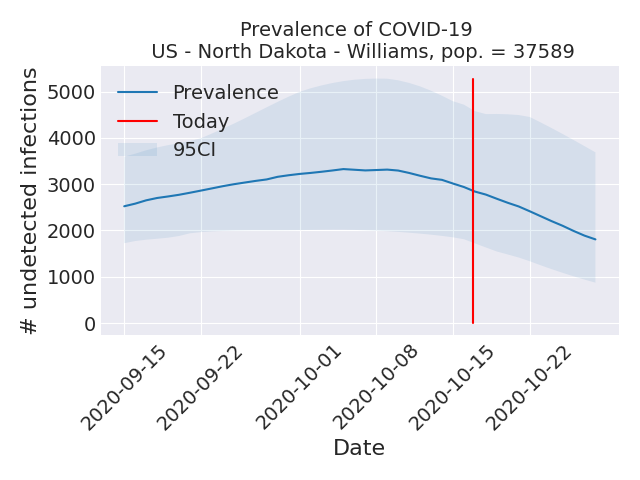 Prevalence of COVID-19
US - North Dakota - Williams, pop. = 37589
# undetected infections
5000
4000
3000
2000
1000
0
Prevalence
Today
95CI
2020-09-15
2020-09-22
2020-10-01
2020-10-08
2020-10-15
2020-10-22
Date